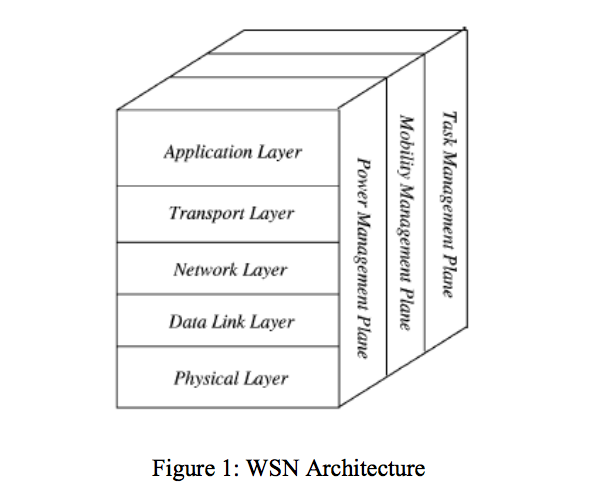 Application Layer
Transport Layer
Network Layer
Data Link Layer
Physical Layer
Power Management Plane
Mobility Management Plane
Task Management Plane
Figure 1: WSN Architecture